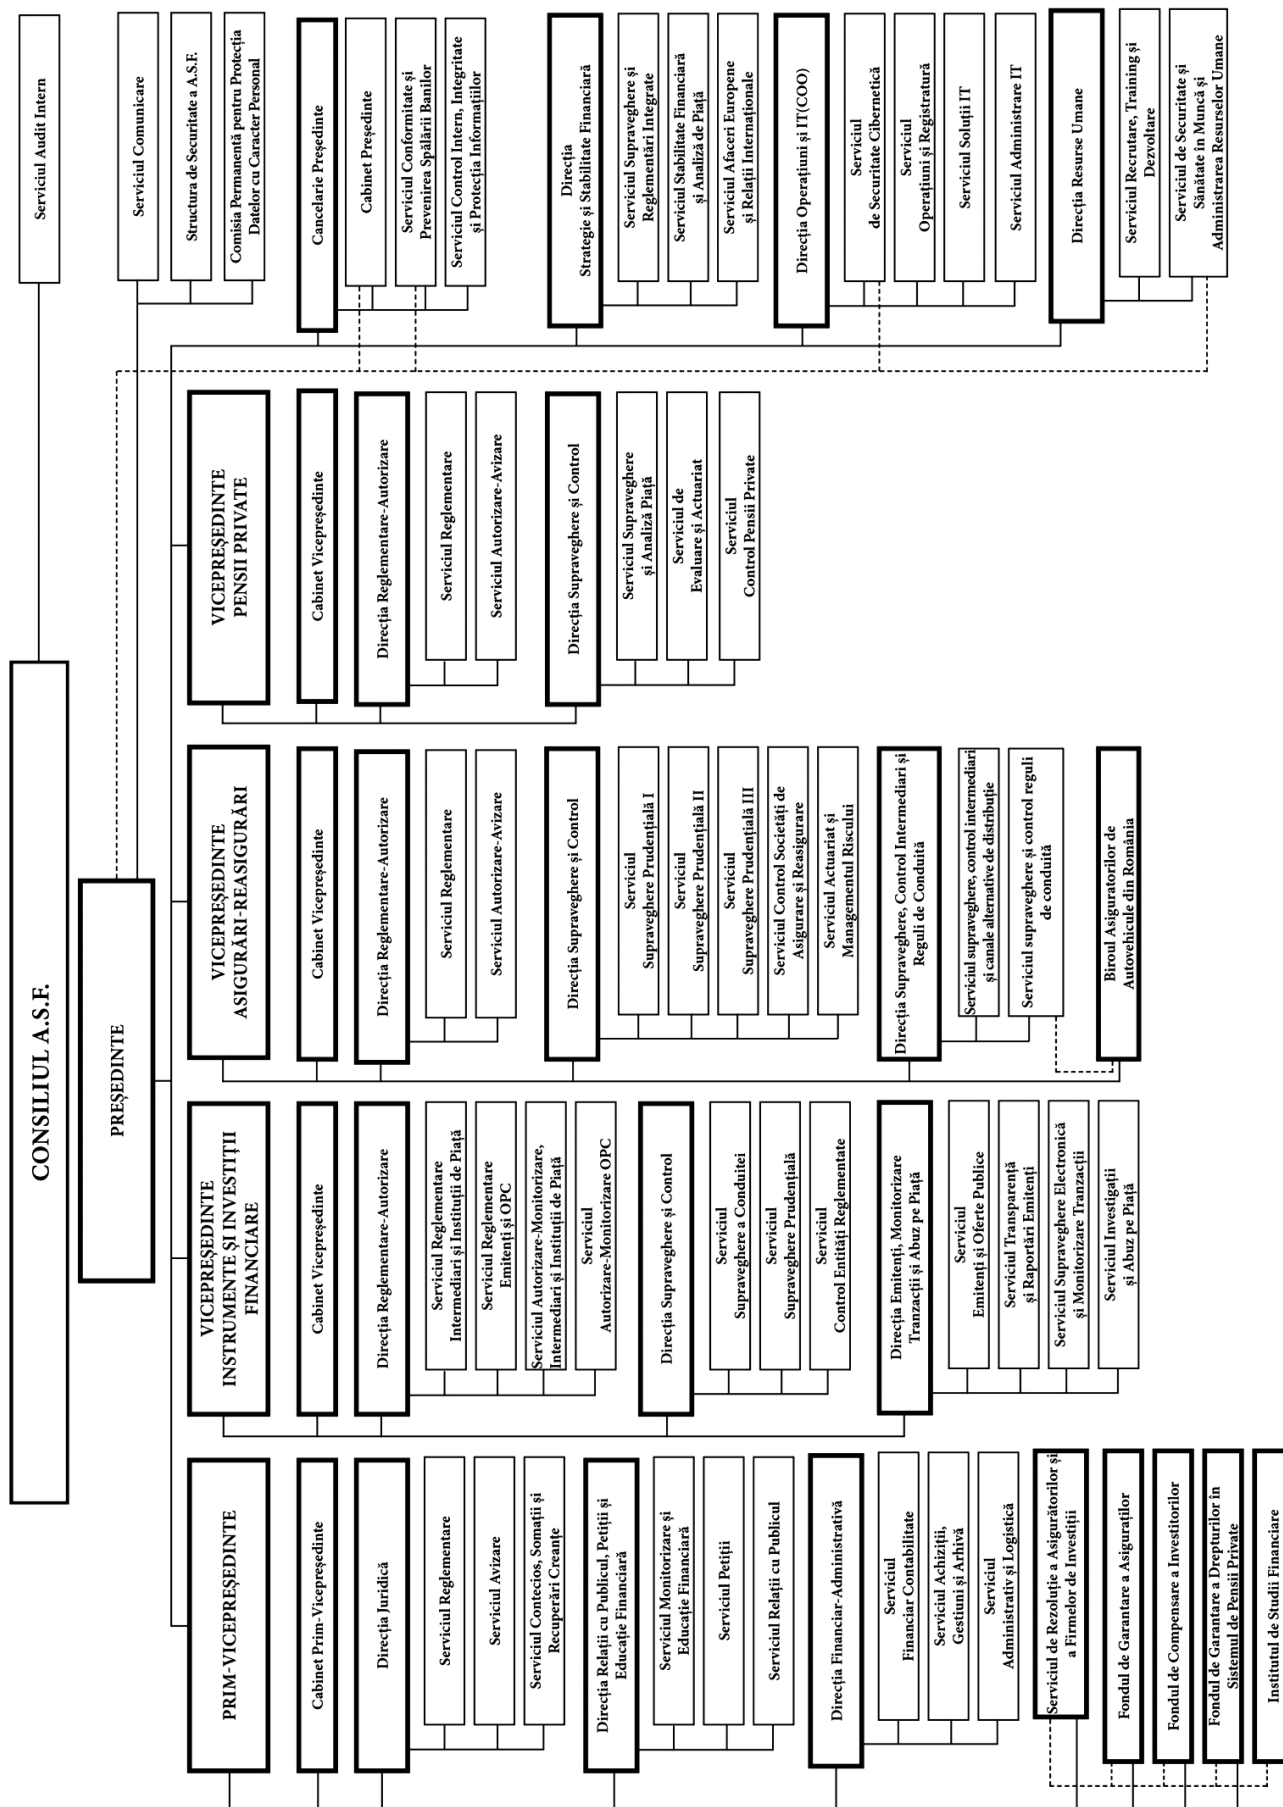 CONSILIUL A.S.F.
Serviciul Audit Intern
PREȘEDINTE
Serviciul Comunicare
Structura de Securitate a A.S.F.
Comisia Permanentă pentru Protecția
Datelor cu Caracter Personal
PRIM-VICEPREȘEDINTE
Cabinet Prim-Vicepreședinte
Direcția Juridică
Serviciul Reglementare
Serviciul Avizare
Serviciul Contecios, Somații și
Recuperări Creanțe
Direcția Relații cu Publicul, Petiții și
Educație Financiară
Serviciul Monitorizare și
Educație Financiară
Serviciul Petiții
Serviciul Relații cu Publicul
Direcția Financiar-Administrativă
Serviciul
Financiar Contabilitate
Serviciul Achiziții,
Gestiuni și Arhivă
Serviciul
Administrativ și Logistică
Serviciul de Rezoluție a Asigurătorilor și
a Firmelor de Investiții
Fondul de Garantare a Asiguraților
Fondul de Compensare a Investitorilor
Fondul de Garantare a Drepturilor în
Sistemul de Pensii Private
Institutul de Studii Financiare
VICEPREȘEDINTE
INSTRUMENTE ȘI INVESTIȚII
FINANCIARE
Cabinet Vicepreședinte
Direcția Reglementare-Autorizare
Serviciul Reglementare
Intermediari și Instituții de Piață
Serviciul Reglementare
Emitenți și OPC
Serviciul Autorizare-Monitorizare,
Intermediari și Instituții de Piață
Serviciul
Autorizare-Monitorizare OPC
Direcția Supraveghere și Control
Serviciul
Supraveghere a Conduitei
Serviciul
Supraveghere Prudențială
Serviciul
Control Entități Reglementate
Direcția Emitenți, Monitorizare
Tranzacții și Abuz pe Piață
Serviciul
Emitenți și Oferte Publice
Serviciul Transparență
și Raportări Emitenți
Serviciul Supraveghere Electronică
și Monitorizare Tranzacții
Serviciul Investigații
și Abuz pe Piață
VICEPREȘEDINTE
ASIGURĂRI-REASIGURĂRI
Cabinet Vicepreședinte
Direcția Reglementare-Autorizare
Serviciul Reglementare
Serviciul Autorizare-Avizare
Direcția Supraveghere și Control
Serviciul
Supraveghere Prudențială I
Serviciul
Supraveghere Prudențială II
Serviciul
Supraveghere Prudențială III
Serviciul Control Societăți de
Asigurare și Reasigurare
Serviciul Actuariat și
Managementul Riscului
Direcția Supraveghere, Control Intermediari și
Reguli de Conduită
Serviciul supraveghere, control intermediari
și canale alternative de distribuție
Serviciul supraveghere și control reguli
de conduită
Biroul Asiguratorilor de
Autovehicule din România
VICEPREȘEDINTE
PENSII PRIVATE
Cabinet Vicepreședinte
Direcția Reglementare-Autorizare
Serviciul Reglementare
Serviciul Autorizare-Avizare
Direcția Supraveghere și Control
Serviciul Supraveghere
și Analiză Piață
Serviciul de
Evaluare și Actuariat
Serviciul
Control Pensii Private
Cancelarie Președinte
Cabinet Președinte
Serviciul Conformitate și
Prevenirea Spălării Banilor
Serviciul Control Intern, Integritate
și Protecția Informațiilor
Direcția
Strategie și Stabilitate Financiară
Serviciul Supraveghere și
Reglementări Integrate
Serviciul Stabilitate Financiară
și Analiză de Piață
Serviciul Afaceri Europene
și Relații Internaționale
Direcția Operațiuni și IT(COO)
Serviciul
de Securitate Cibernetică
Serviciul
Operațiuni și Registratură
Serviciul Soluții IT
Serviciul Administrare IT
Direcția Resurse Umane
Serviciul Recrutare, Training și
Dezvoltare
Serviciul de Securitate și
Sănătate în Muncă și
Administrarea Resurselor Umane